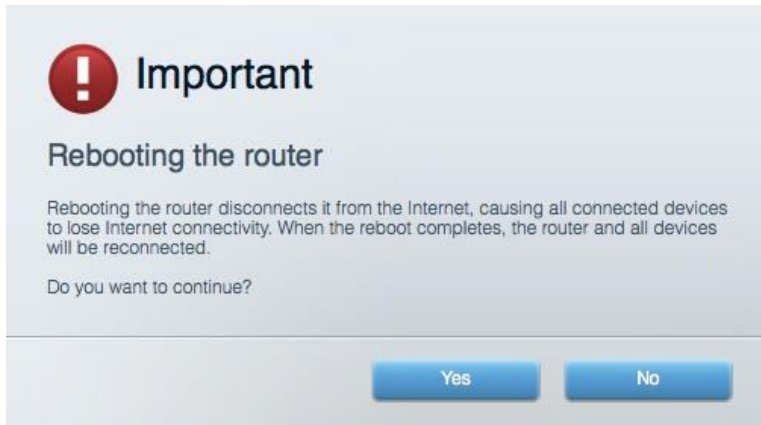 Important
Rebooting the router
Rebooting the router disconnects it from the Internet, causing all connected devices
to lose Internet connectivity. When the reboot completes, the router and all devices
will be reconnected.
Do you want to continue?
Yes No